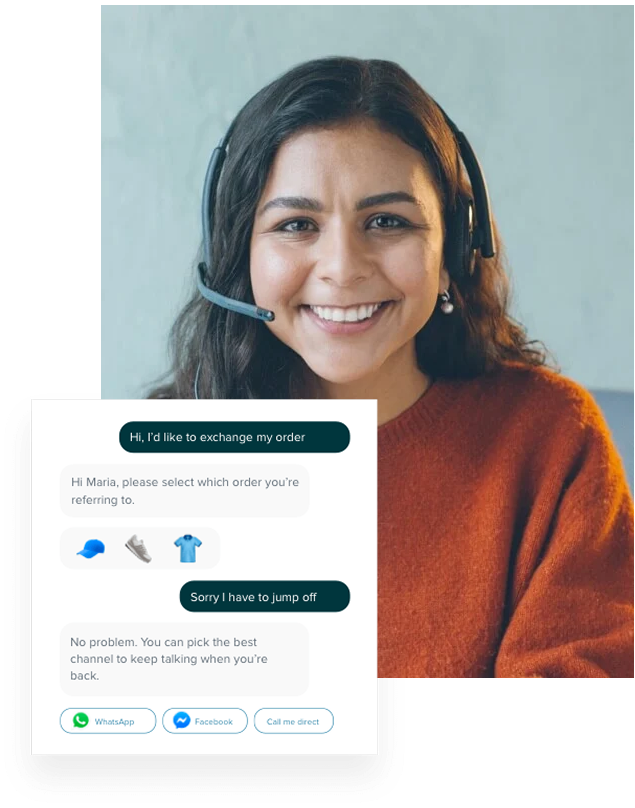 Hi, I'd like to exchange my order
Hi Maria, please select which order you're
referring to.
Sorry I have to jump off
No problem. You can pick the best
channel to keep talking when you're
back.
WhatsApp
Facebook
Call me direct